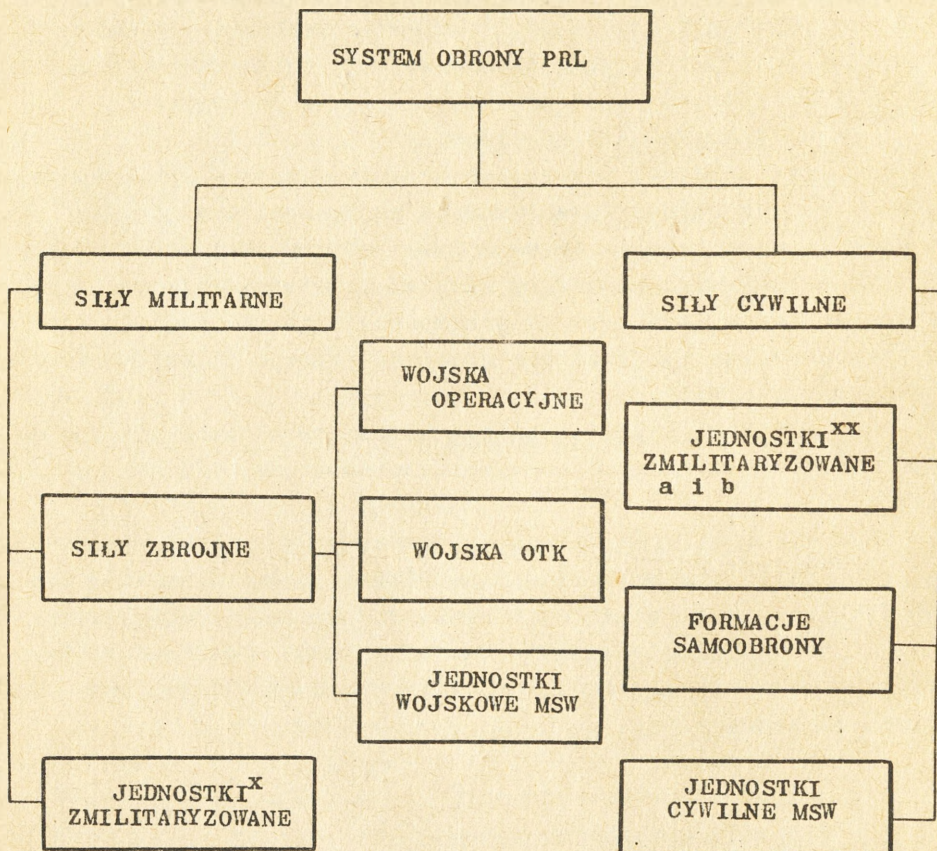 SYSTEM OBRONY PRL
SIŁY MILITARNE
SIŁY CYWILNE
WOJSKA
OPERACYJNE
JEDNOSTKI^XX
ZMILITARYZOWANE
a i b
SIŁY ZBROJNE
WOJSKA OTK
FORMACJE
SAMOOBRONY
JEDNOSTKI
WOJSKOWE MSW
JEDNOSTKI^X
ZMILITARYZOWANE
JEDNOSTKI
CYWILNE MSW